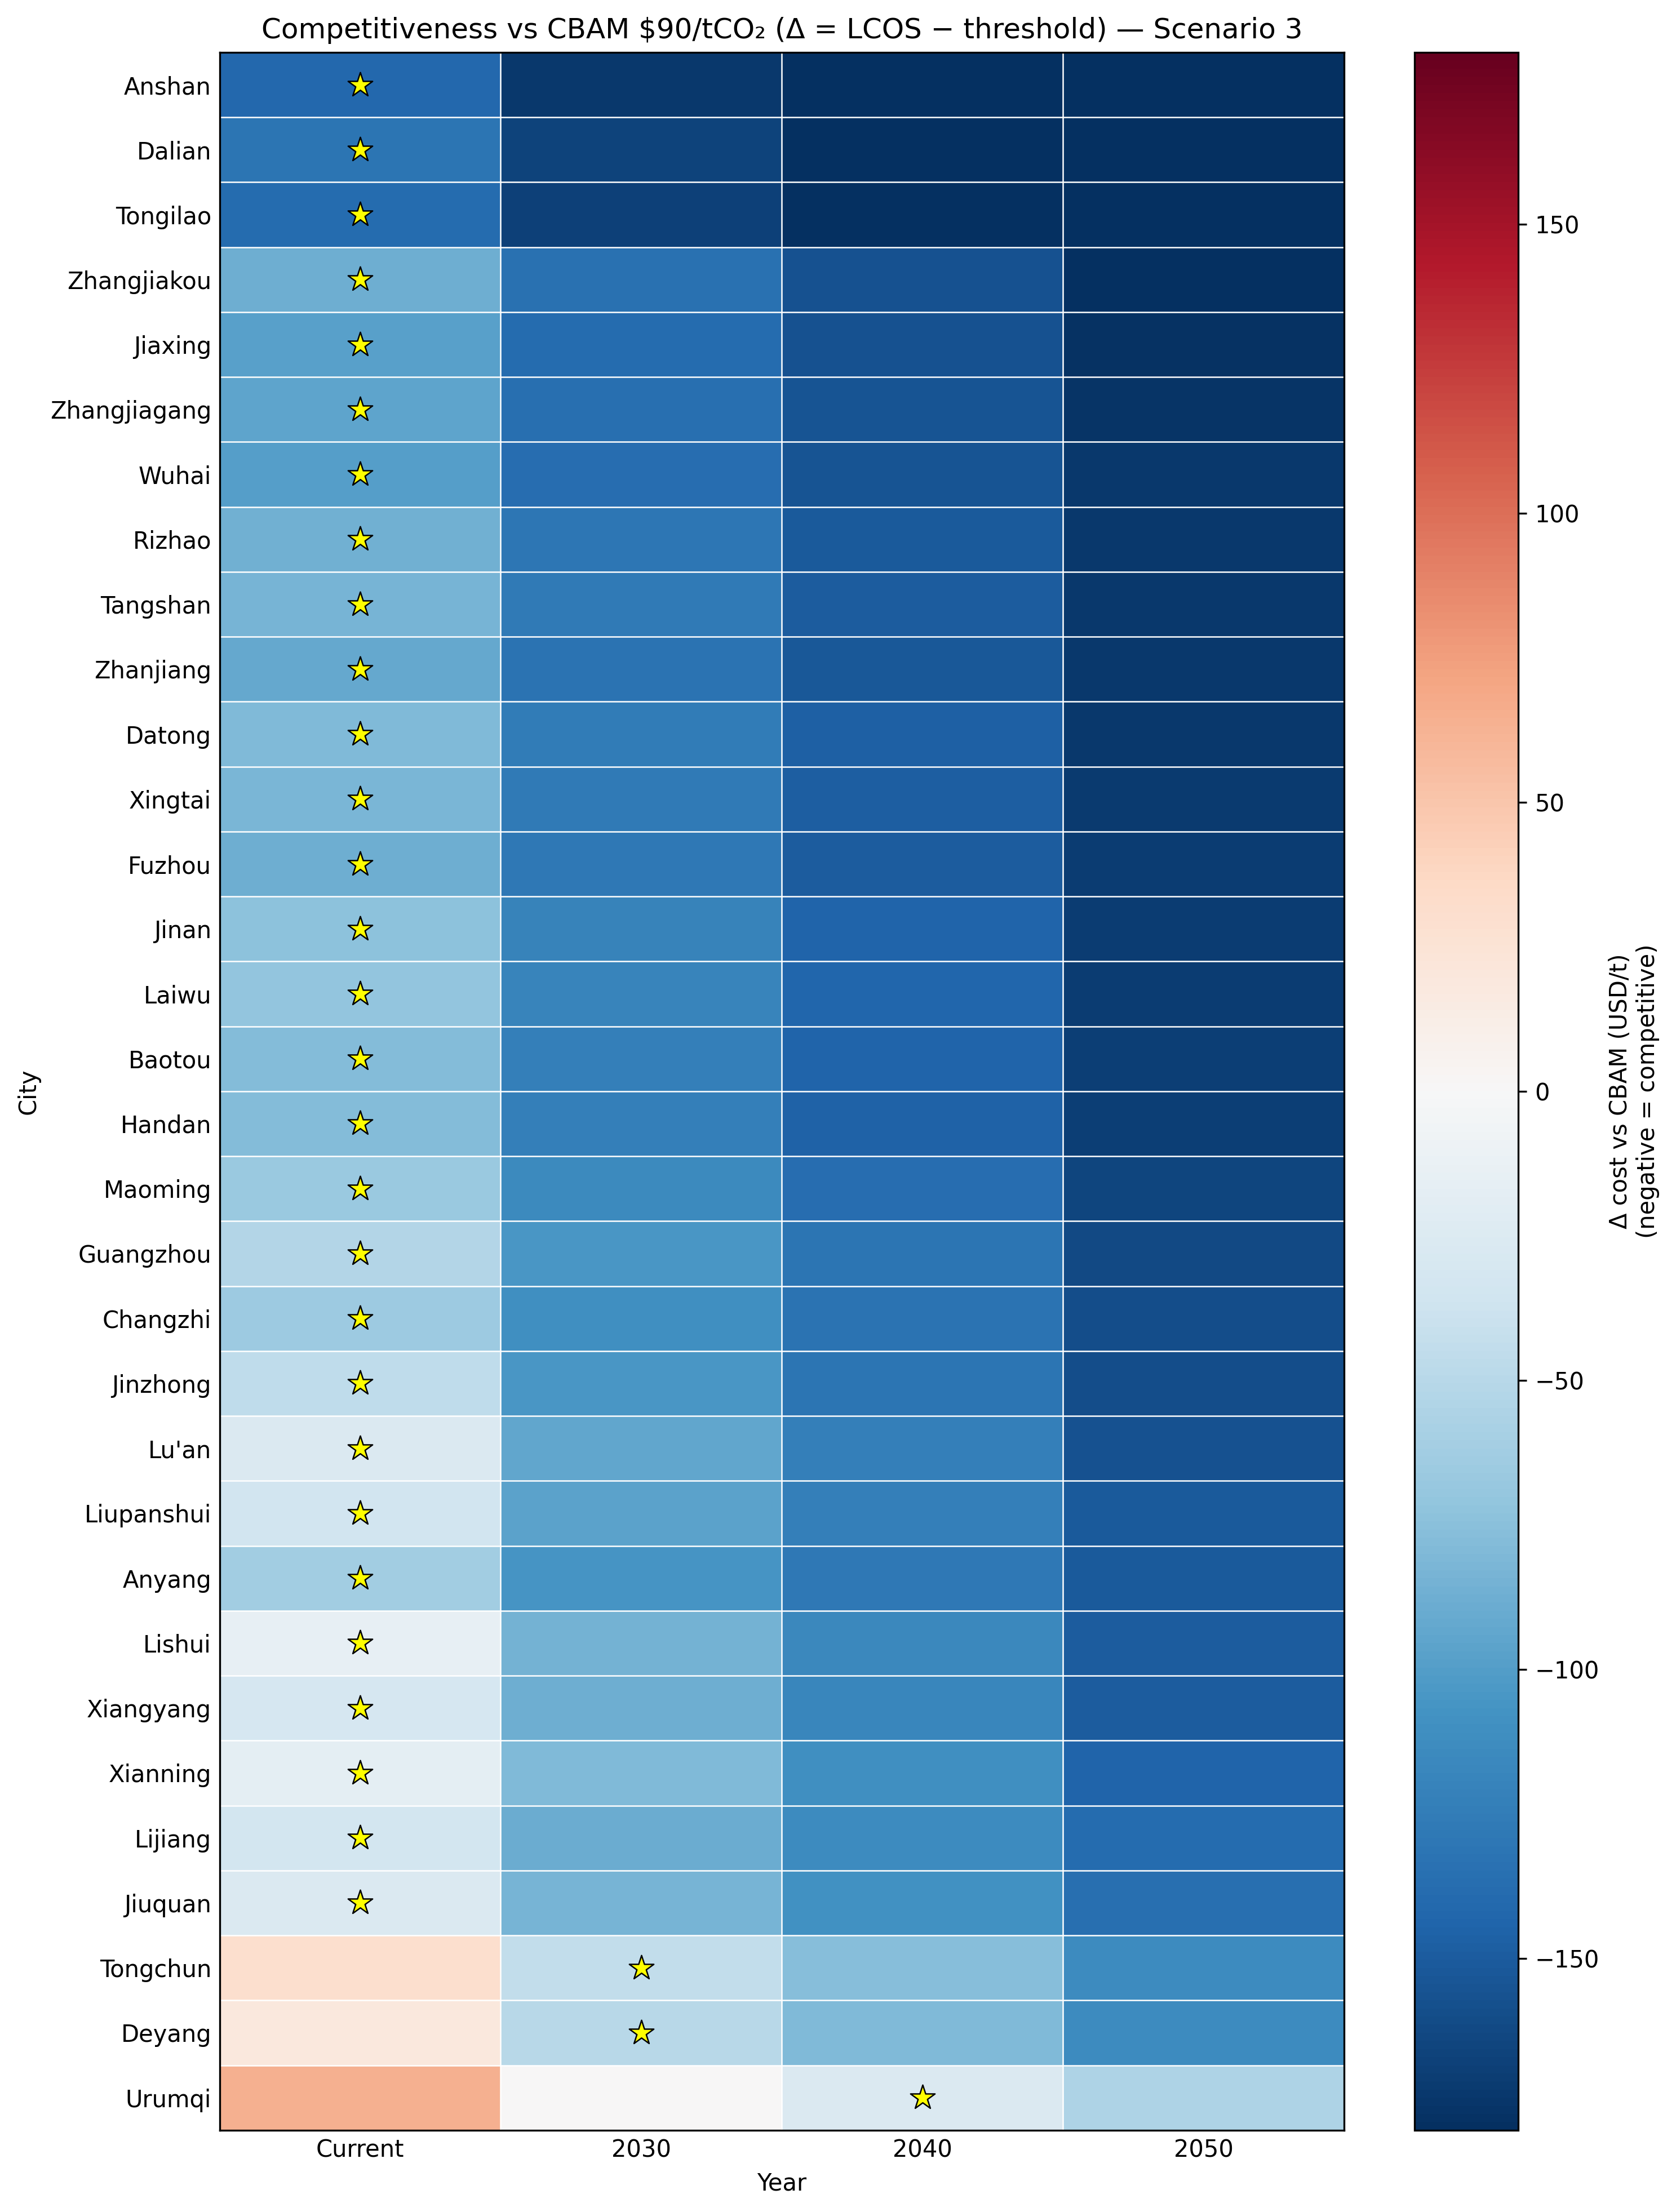 Competitiveness vs CBAM $90/tCO₂ (Δ = LCOS − threshold) — Scenario 3
Anshan
Dalian
Tongilao
Zhangjiakou
Jiaxing
Zhangjiagang
Wuhai
Rizhao
Tangshan
Zhanjiang
Datong
Xingtai
Fuzhou
Jinan
Laiwu
Baotou
Handan
Maoming
Guangzhou
Changzhi
Jinzhong
Lu'an
Liupanshui
Anyang
Lishui
Xiangyang
Xianning
Lijiang
Jiuquan
Tongchun
Deyang
Urumqi
City
Current
2030
2040
2050
Year
150
100
50
0
−50
−100
−150
Δ cost vs CBAM (USD/t)
(negative = competitive)